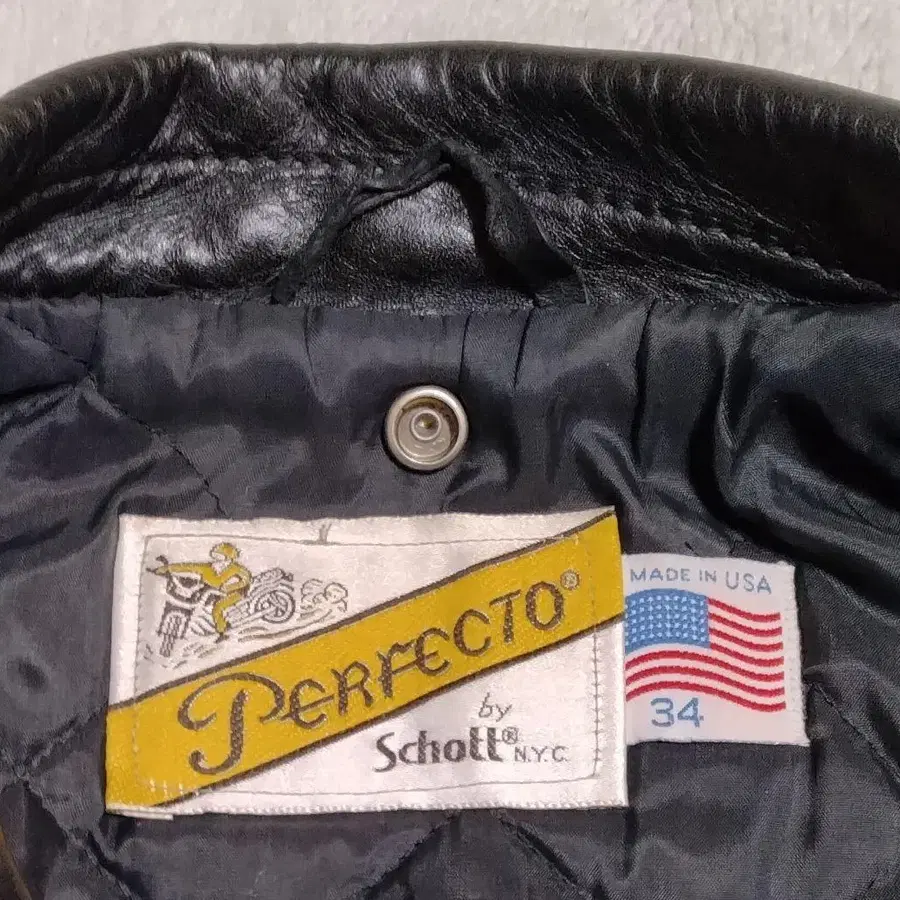 PERFECTO®
by
Schott® N.Y.C.
MADE IN USA
34